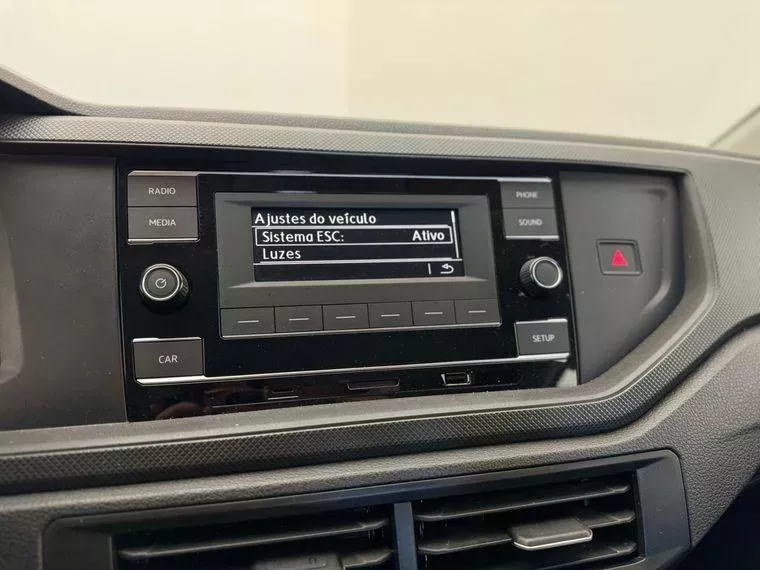 RADIO
MEDIA
PHONE
SOUND
Ajustes do veículo
Sistema ESC: Ativo
Luzes
CAR
SETUP